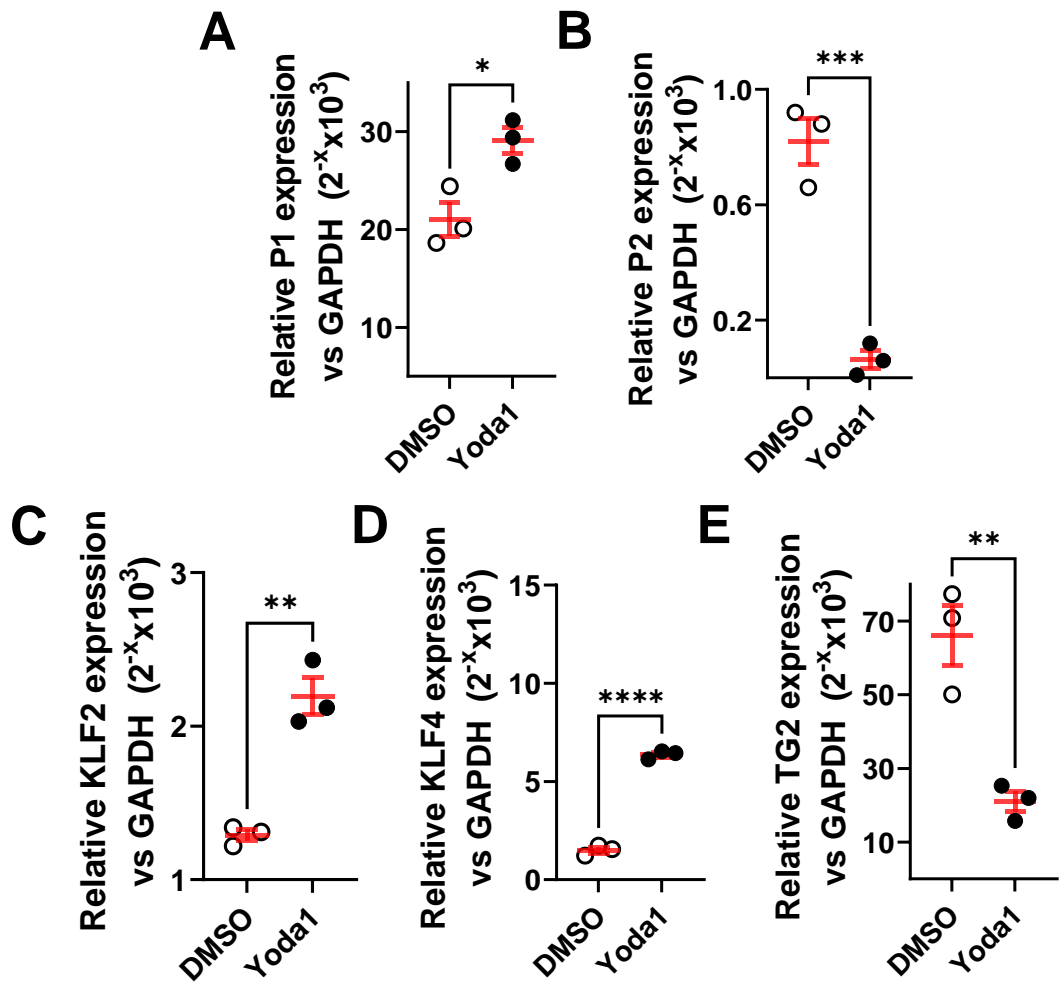 A
Relative P1 expression
vs GAPDH (2⁻ˣx10³)
*
30
20
10
DMSO
Yoda1
B
Relative P2 expression
vs GAPDH (2⁻ˣx10³)
***
1.0
0.6
0.2
DMSO
Yoda1
C
Relative KLF2 expression
vs GAPDH (2⁻ˣx10³)
**
3
2
1
DMSO
Yoda1
D
Relative KLF4 expression
vs GAPDH (2⁻ˣx10³)
****
15
10
5
0
DMSO
Yoda1
E
Relative TG2 expression
vs GAPDH (2⁻ˣx10³)
**
70
50
30
10
DMSO
Yoda1